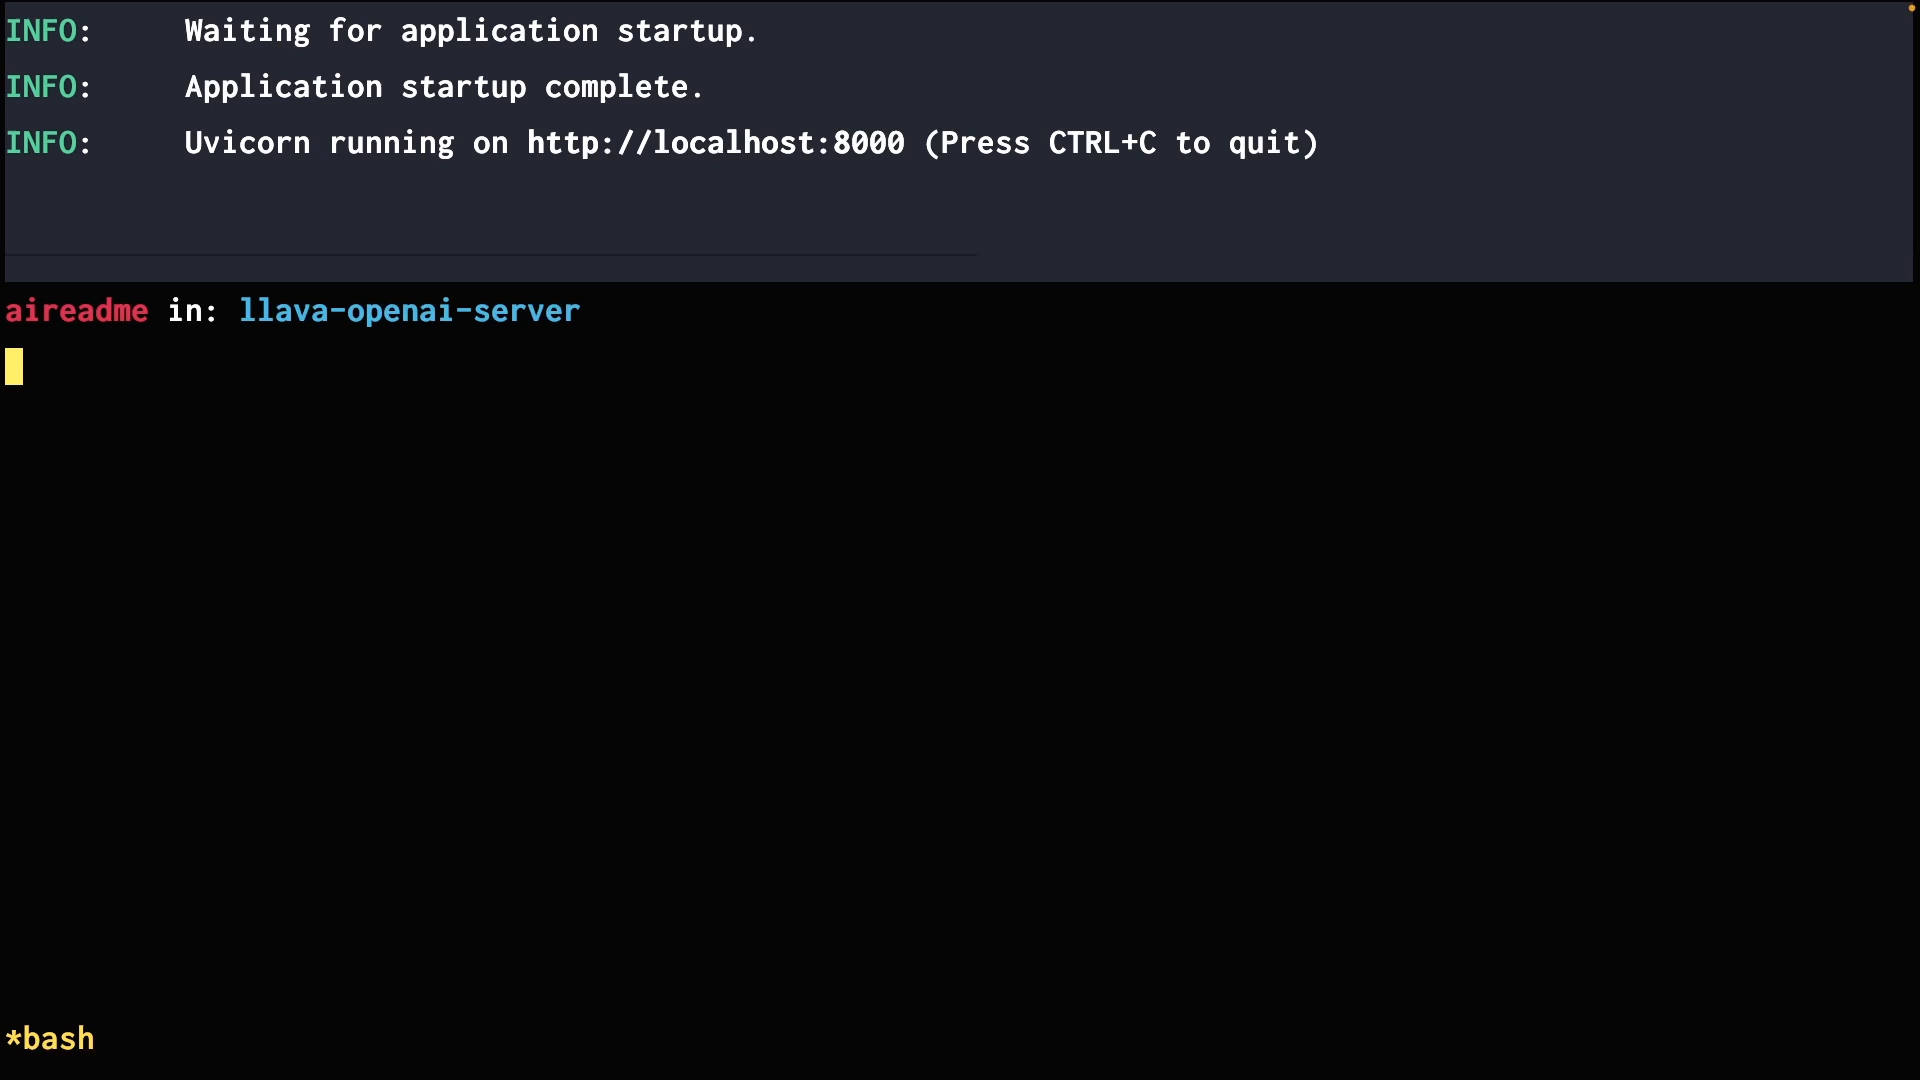 INFO:     Waiting for application startup.
INFO:     Application startup complete.
INFO:     Uvicorn running on http://localhost:8000 (Press CTRL+C to quit)
aireadme in: llava-openai-server
*bash